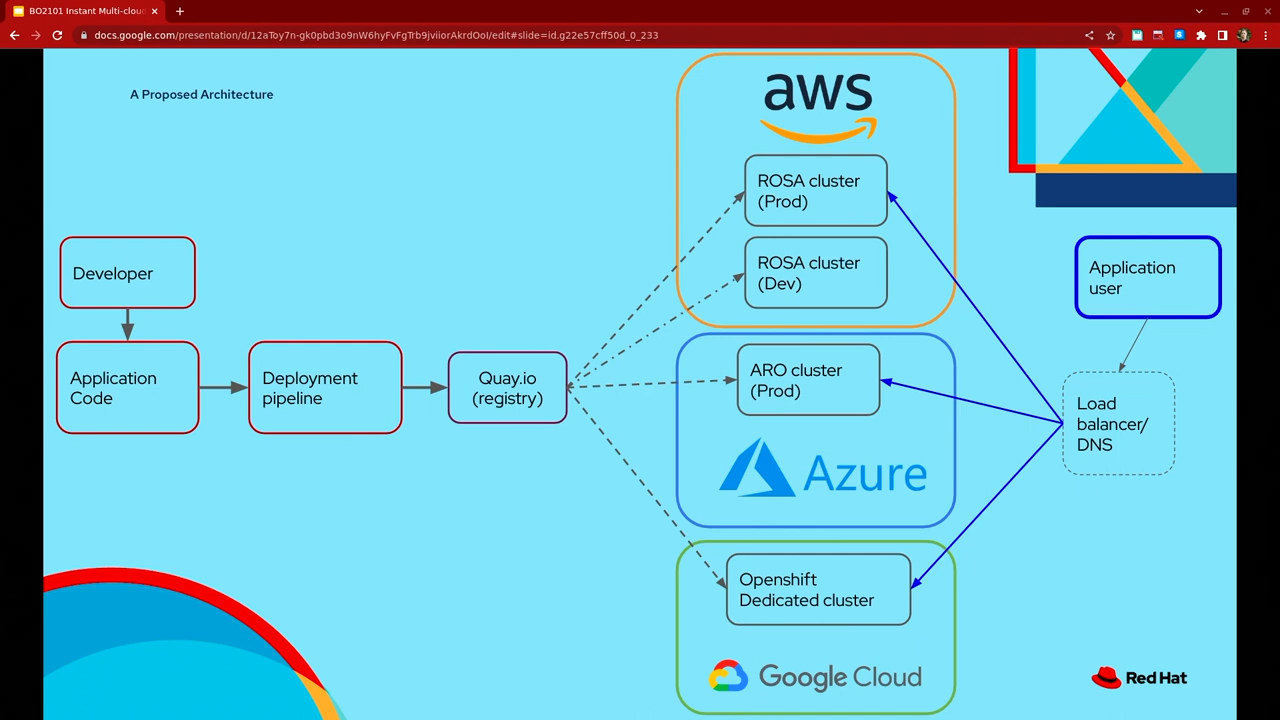 BO2101 Instant Multi-clou
docs.google.com/presentation/d/12aToy7n-gk0pbd3o9nW6hyFvFgTrb9jviiorAkrdOoI/edit#slide=id.g22e57cff50d_0_233
A Proposed Architecture
aws
ROSA cluster
(Prod)
ROSA cluster
(Dev)
Developer
Application
Code
Deployment
pipeline
Quay.io
(registry)
ARO cluster
(Prod)
Azure
Openshift
Dedicated cluster
Google Cloud
Application
user
Load
balancer/
DNS
Red Hat